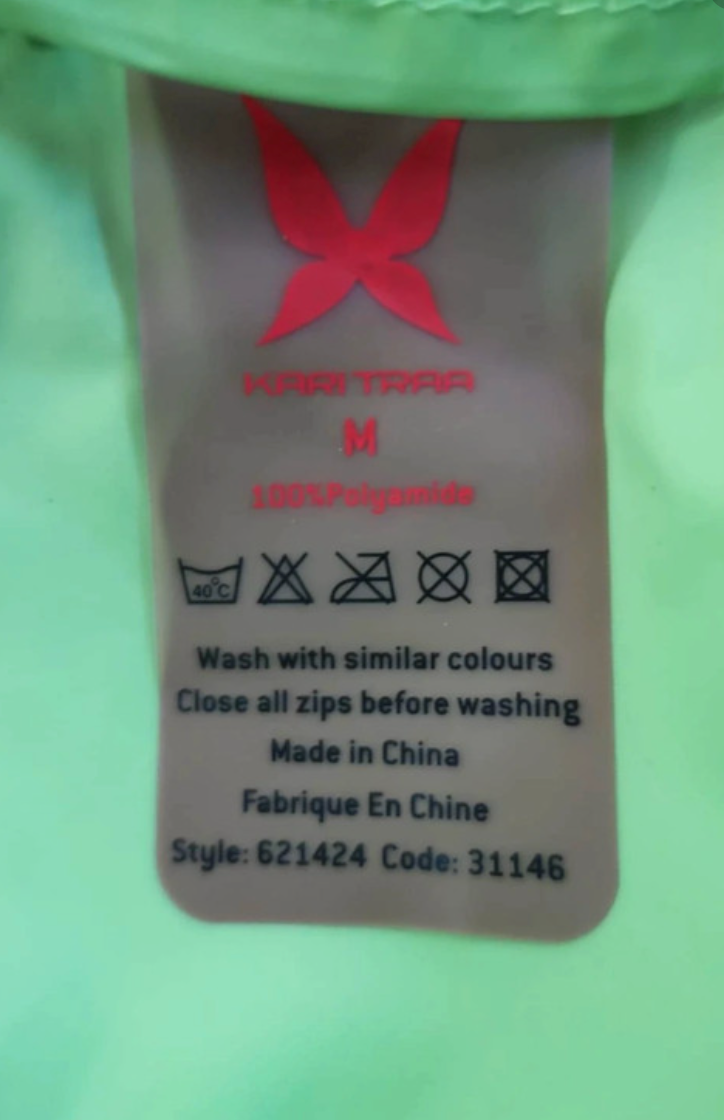 KARI TRAA
M
100%Polyamide
40°C
Wash with similar colours
Close all zips before washing
Made in China
Fabrique En Chine
Style: 621424 Code: 31146